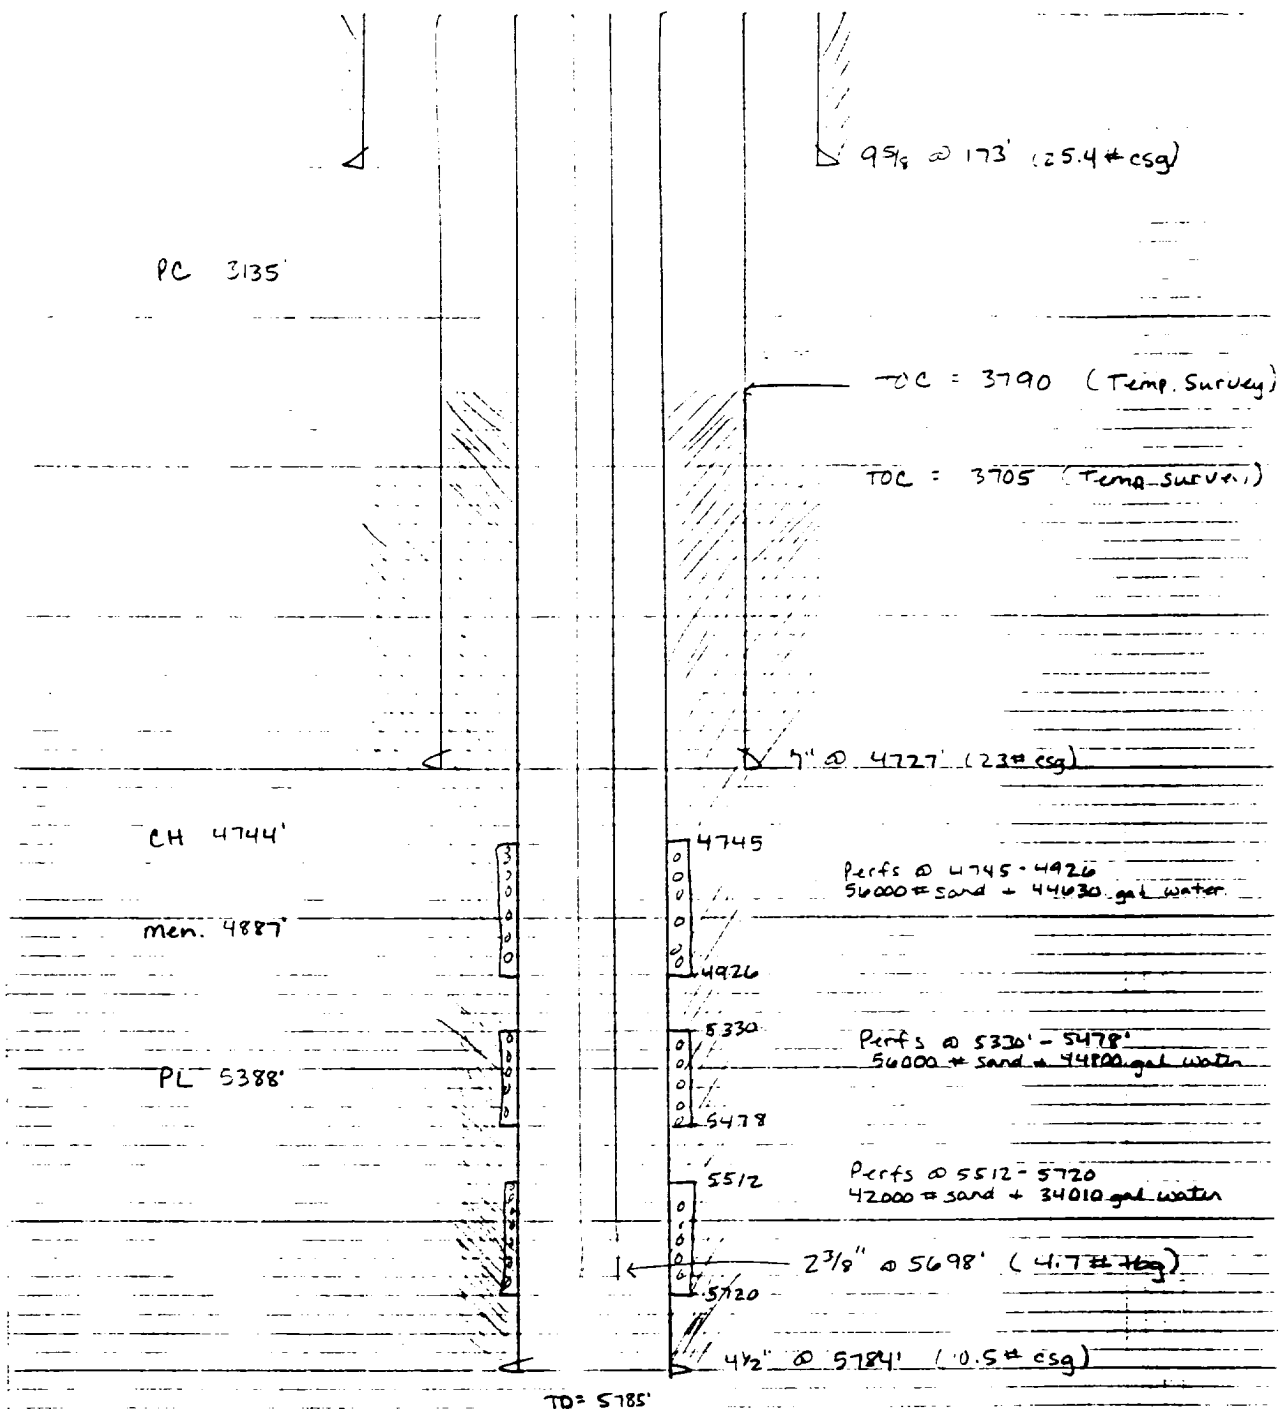 9 5/8 @ 173' (25.4 # csg)
PC 3135'
TOC = 3790 (Temp. Survey)
TOC = 3705 (Temp Survey)
7" @ 4727' (23# csg)
CH 4744'
4745
Perfs @ 4745-4926
56000 # sand + 44630 gal water
Men. 4887'
4926
5330
Perfs @ 5330' - 5478'
56000 # sand + 44800 gal water
PL 5388'
5478
5512
Perfs @ 5512 - 5720
42000 # sand + 34010 gal water
2 3/8" @ 5698' (4.7 # tbg)
5720
4 1/2" @ 5784' (10.5 # csg)
TD = 5785'